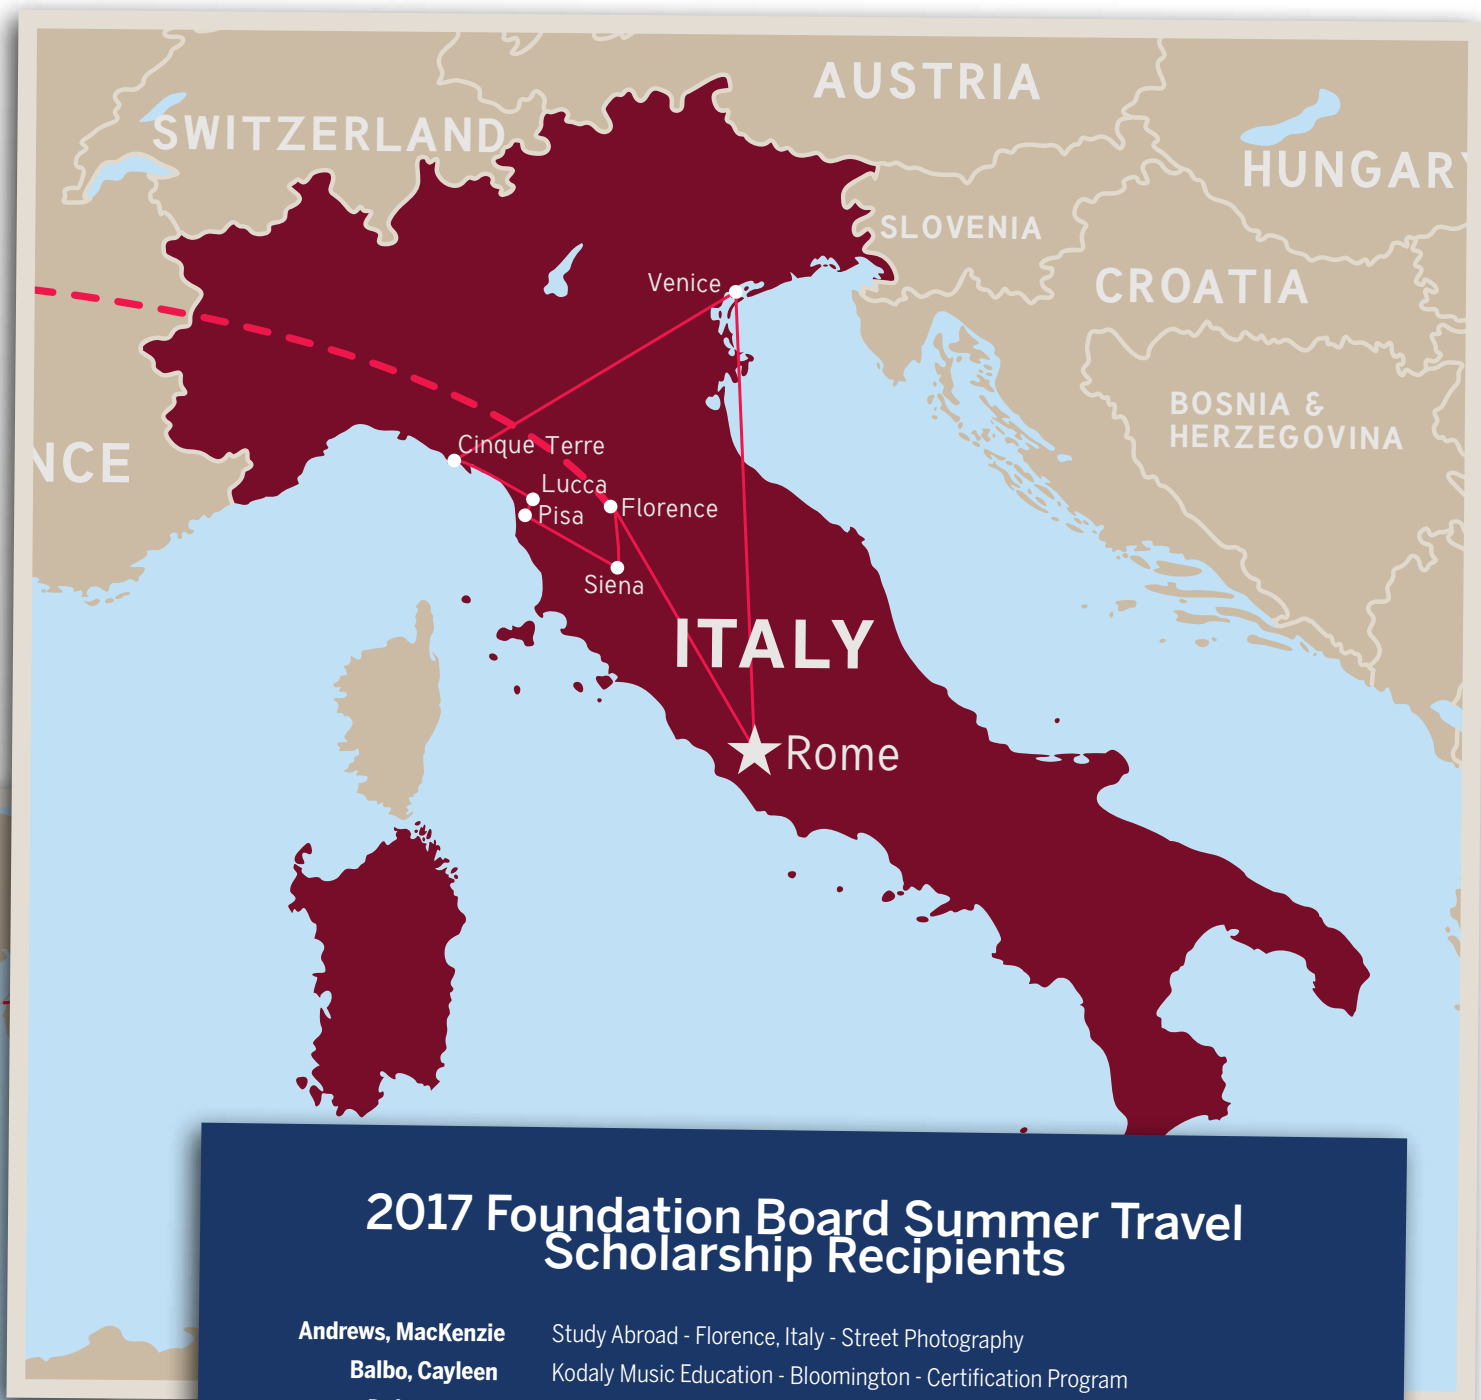 AUSTRIA
SWITZERLAND
HUNGARY
SLOVENIA
CROATIA
Venice
BOSNIA &
HERZEGOVINA
NCE
Cinque Terre
Lucca
Pisa
Florence
Siena
ITALY
Rome
2017 Foundation Board Summer Travel
Scholarship Recipients
Andrews, MacKenzie Study Abroad - Florence, Italy - Street Photography
Balbo, Cayleen Kodaly Music Education - Bloomington - Certification Program